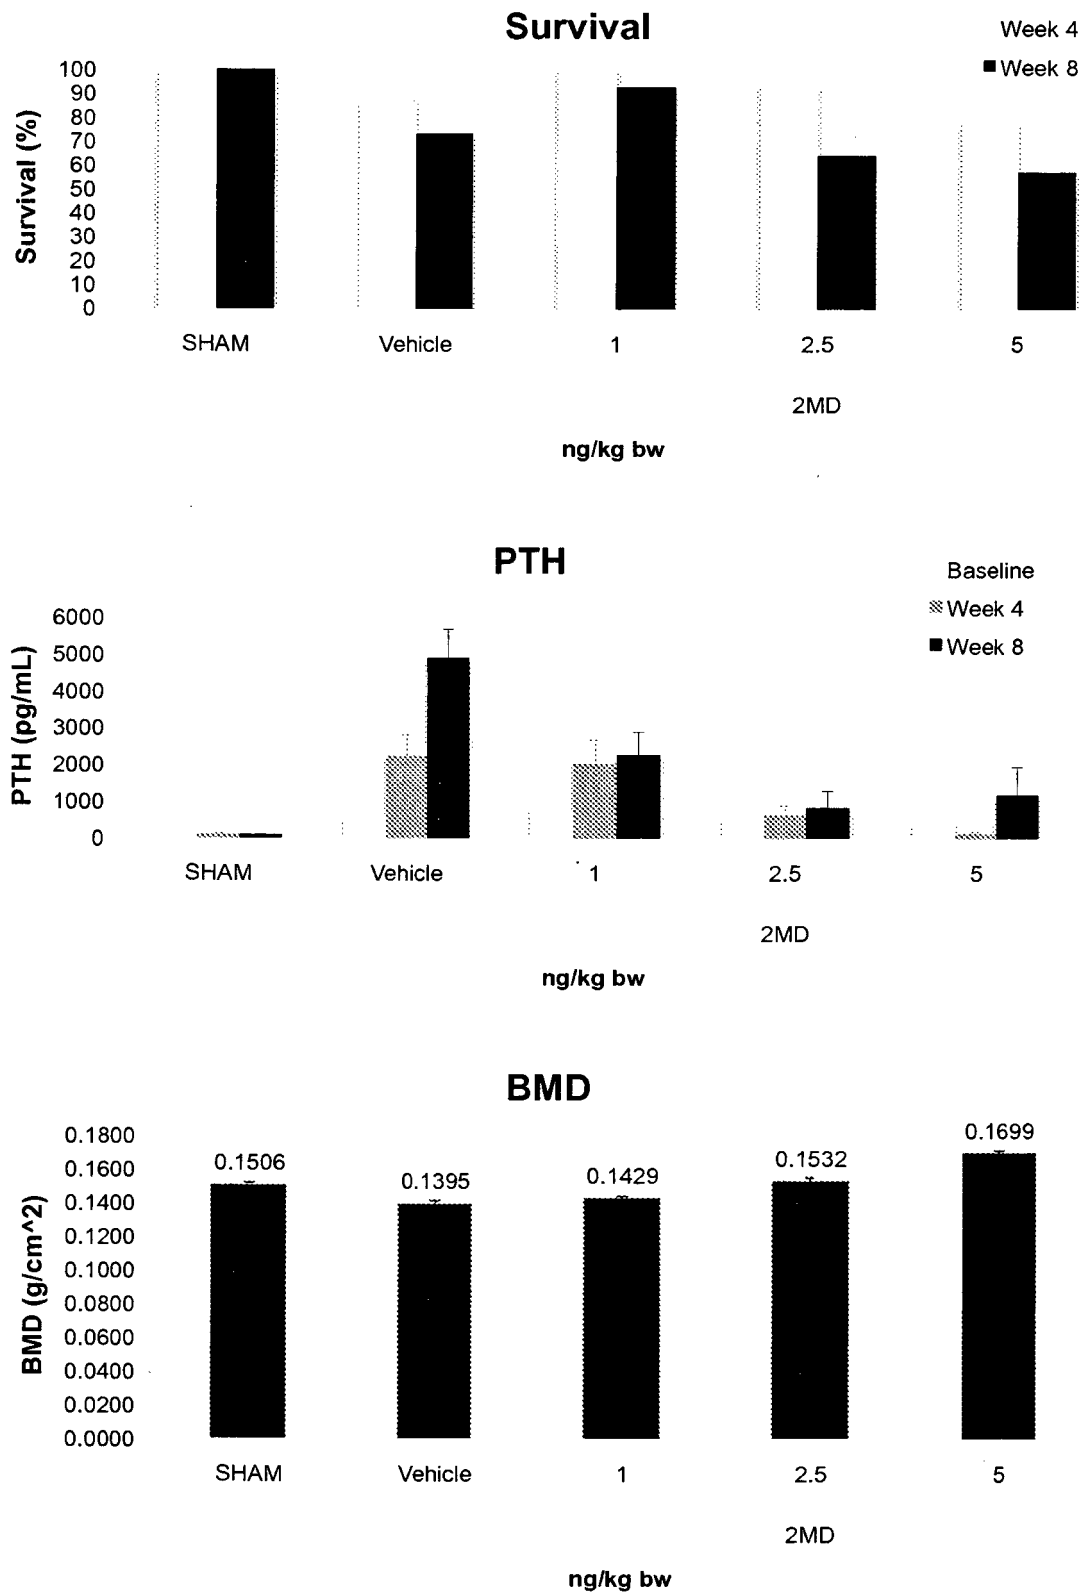 Survival
Week 4
Week 8
Survival (%)
100
90
80
70
60
50
40
30
20
10
0
SHAM Vehicle 1 2.5 5
2MD
ng/kg bw
PTH
Baseline
Week 4
Week 8
PTH (pg/mL)
6000
5000
4000
3000
2000
1000
0
SHAM Vehicle 1 2.5 5
2MD
ng/kg bw
BMD
BMD (g/cm^2)
0.1800
0.1600
0.1400
0.1200
0.1000
0.0800
0.0600
0.0400
0.0200
0.0000
0.1506 0.1395 0.1429 0.1532 0.1699
SHAM Vehicle 1 2.5 5
2MD
ng/kg bw